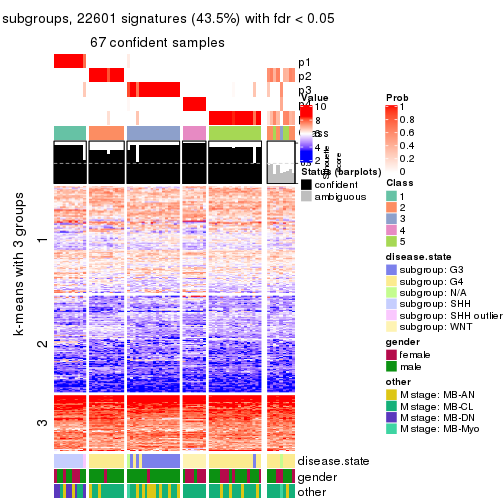 subgroups, 22601 signatures (43.5%) with fdr < 0.05
67 confident samples
p1
p2
p3
Value
10
8
6
4
2
Prob
1
0.8
0.6
0.4
0.2
0
Silhouette
score
Status (barplots)
confident
ambiguous
Class
1
2
3
4
5
k-means with 3 groups
1
2
3
disease.state
subgroup: G3
subgroup: G4
subgroup: N/A
subgroup: SHH
subgroup: SHH outlier
subgroup: WNT
gender
female
male
other
M stage: MB-AN
M stage: MB-CL
M stage: MB-DN
M stage: MB-Myo
disease.state
gender
other